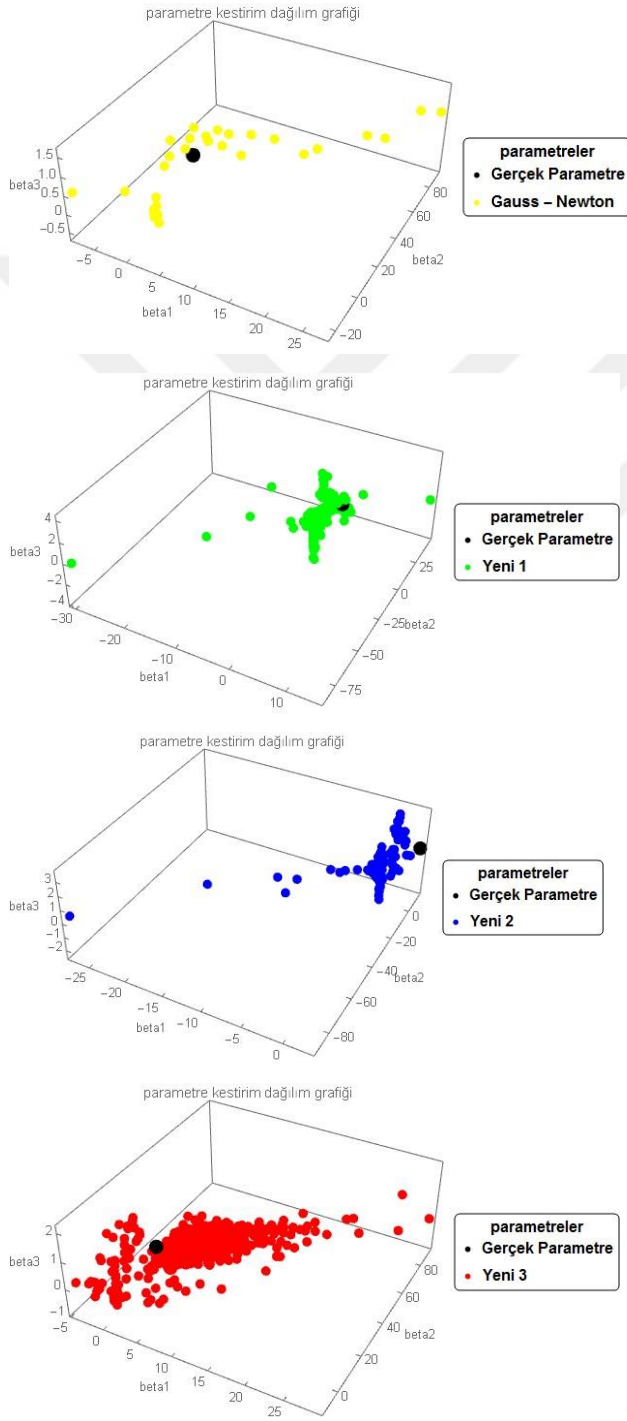 parametre kestirim dağılım grafiği
1.5
1.0
beta3
0.5
0
-0.5
-5
0
5
10
15
20
25
beta1
80
60
40
20
0
-20
beta2
parametreler
Gerçek Parametre
Gauss – Newton
parametre kestirim dağılım grafiği
4
2
beta3
0
-2
-4
-30
-20
-10
0
10
beta1
25
0
-25
-50
-75
beta2
parametreler
Gerçek Parametre
Yeni 1
parametre kestirim dağılım grafiği
3
2
beta3
1
0
-1
-2
-25
-20
-15
-10
-5
0
beta1
0
-20
-40
-60
-80
beta2
parametreler
Gerçek Parametre
Yeni 2
parametre kestirim dağılım grafiği
2
beta3
1
0
-1
-5
0
5
10
15
20
25
beta1
80
60
40
20
0
beta2
parametreler
Gerçek Parametre
Yeni 3